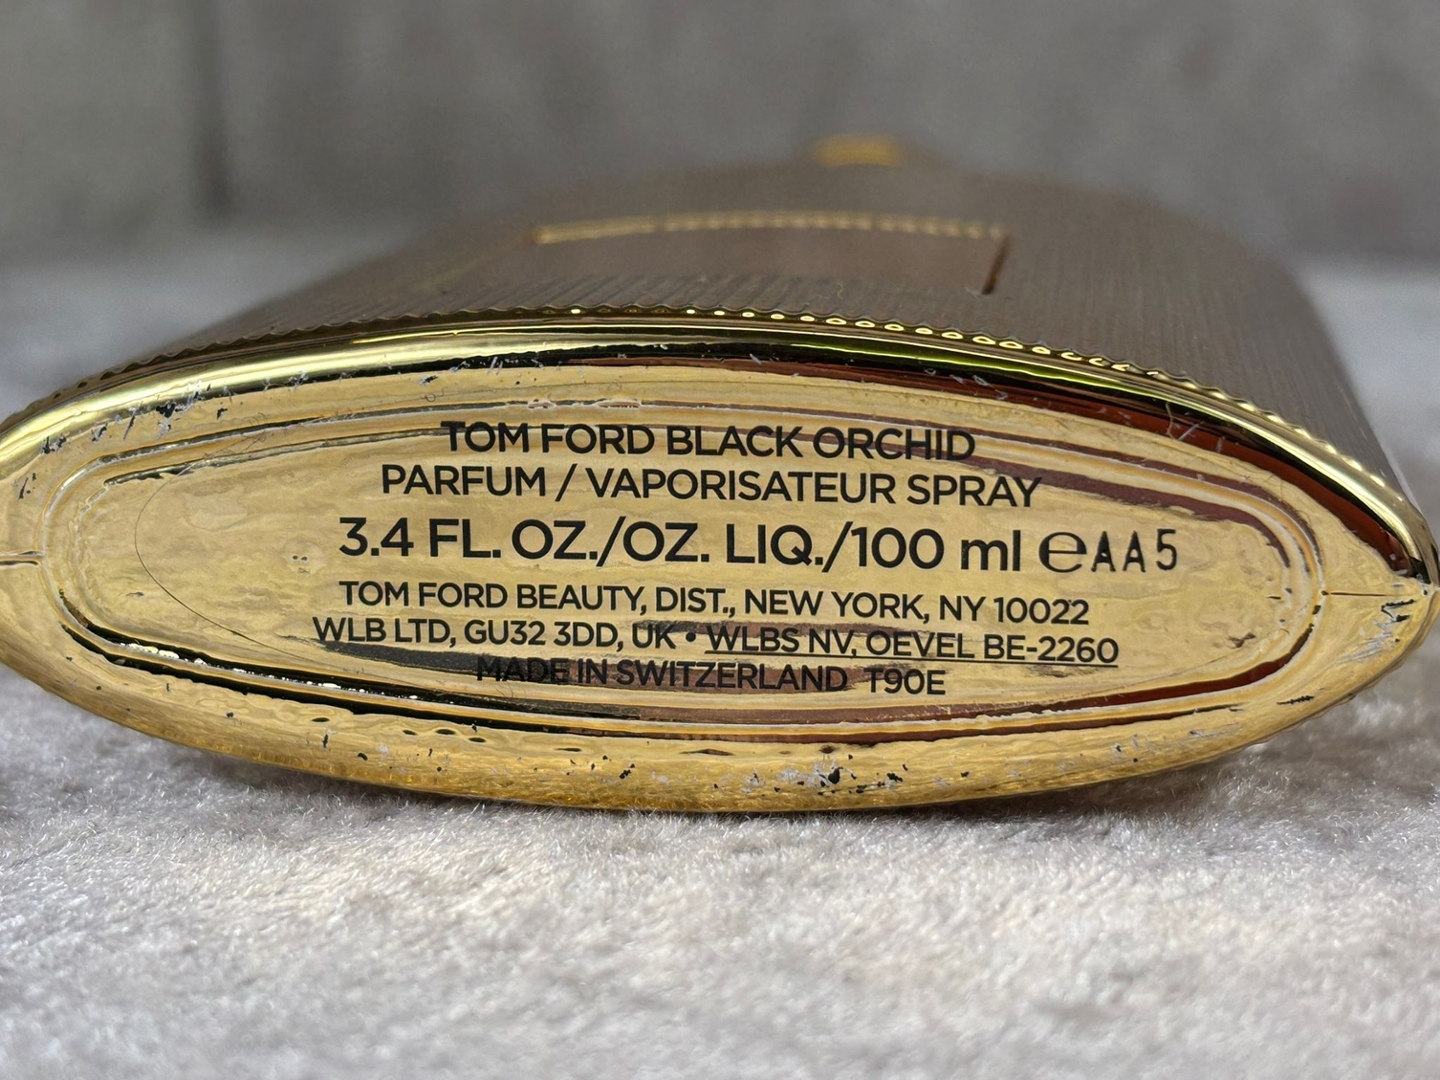 TOM FORD BLACK ORCHID
PARFUM / VAPORISATEUR SPRAY
3.4 FL. OZ./OZ. LIQ./100 ml ℮ AA5
TOM FORD BEAUTY, DIST., NEW YORK, NY 10022
WLB LTD, GU32 3DD, UK • WLBS NV, OEVEL BE-2260
MADE IN SWITZERLAND T90E